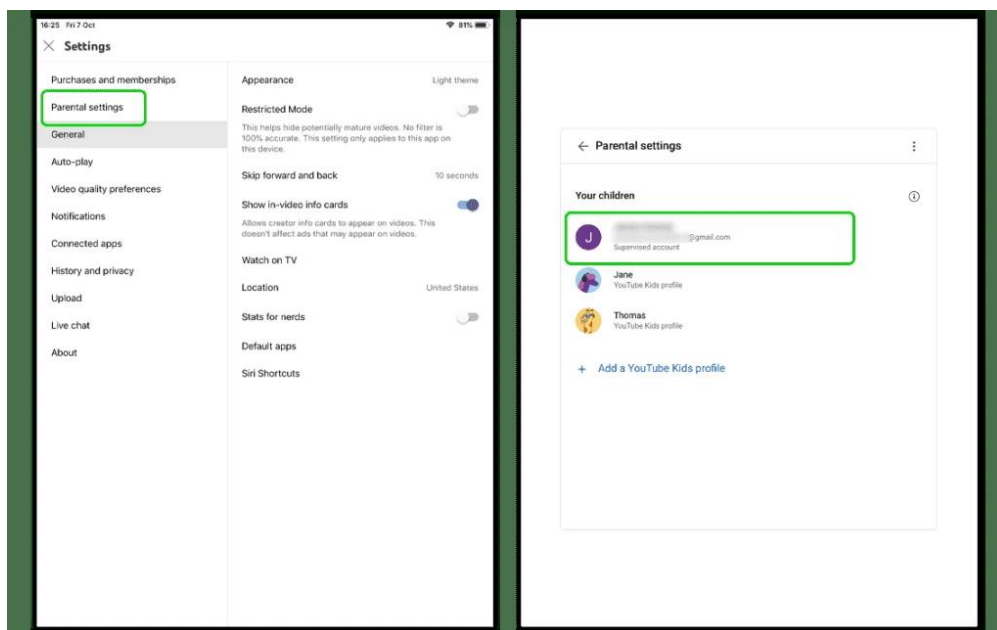 16:25 Fri 7 Oct
81%
Settings
Purchases and memberships
Parental settings
General
Auto-play
Video quality preferences
Notifications
Connected apps
History and privacy
Upload
Live chat
About
Appearance
Light theme
Restricted Mode
This helps hide potentially mature videos. No filter is
100% accurate. This setting only applies to this app on
this device.
Skip forward and back
10 seconds
Show in-video info cards
Allows creator info cards to appear on videos. This
doesn't affect ads that may appear on videos.
Watch on TV
Location
United States
Stats for nerds
Default apps
Siri Shortcuts
Parental settings
Your children
J
@gmail.com
Supervised account
Jane
YouTube Kids profile
Thomas
YouTube Kids profile
+ Add a YouTube Kids profile